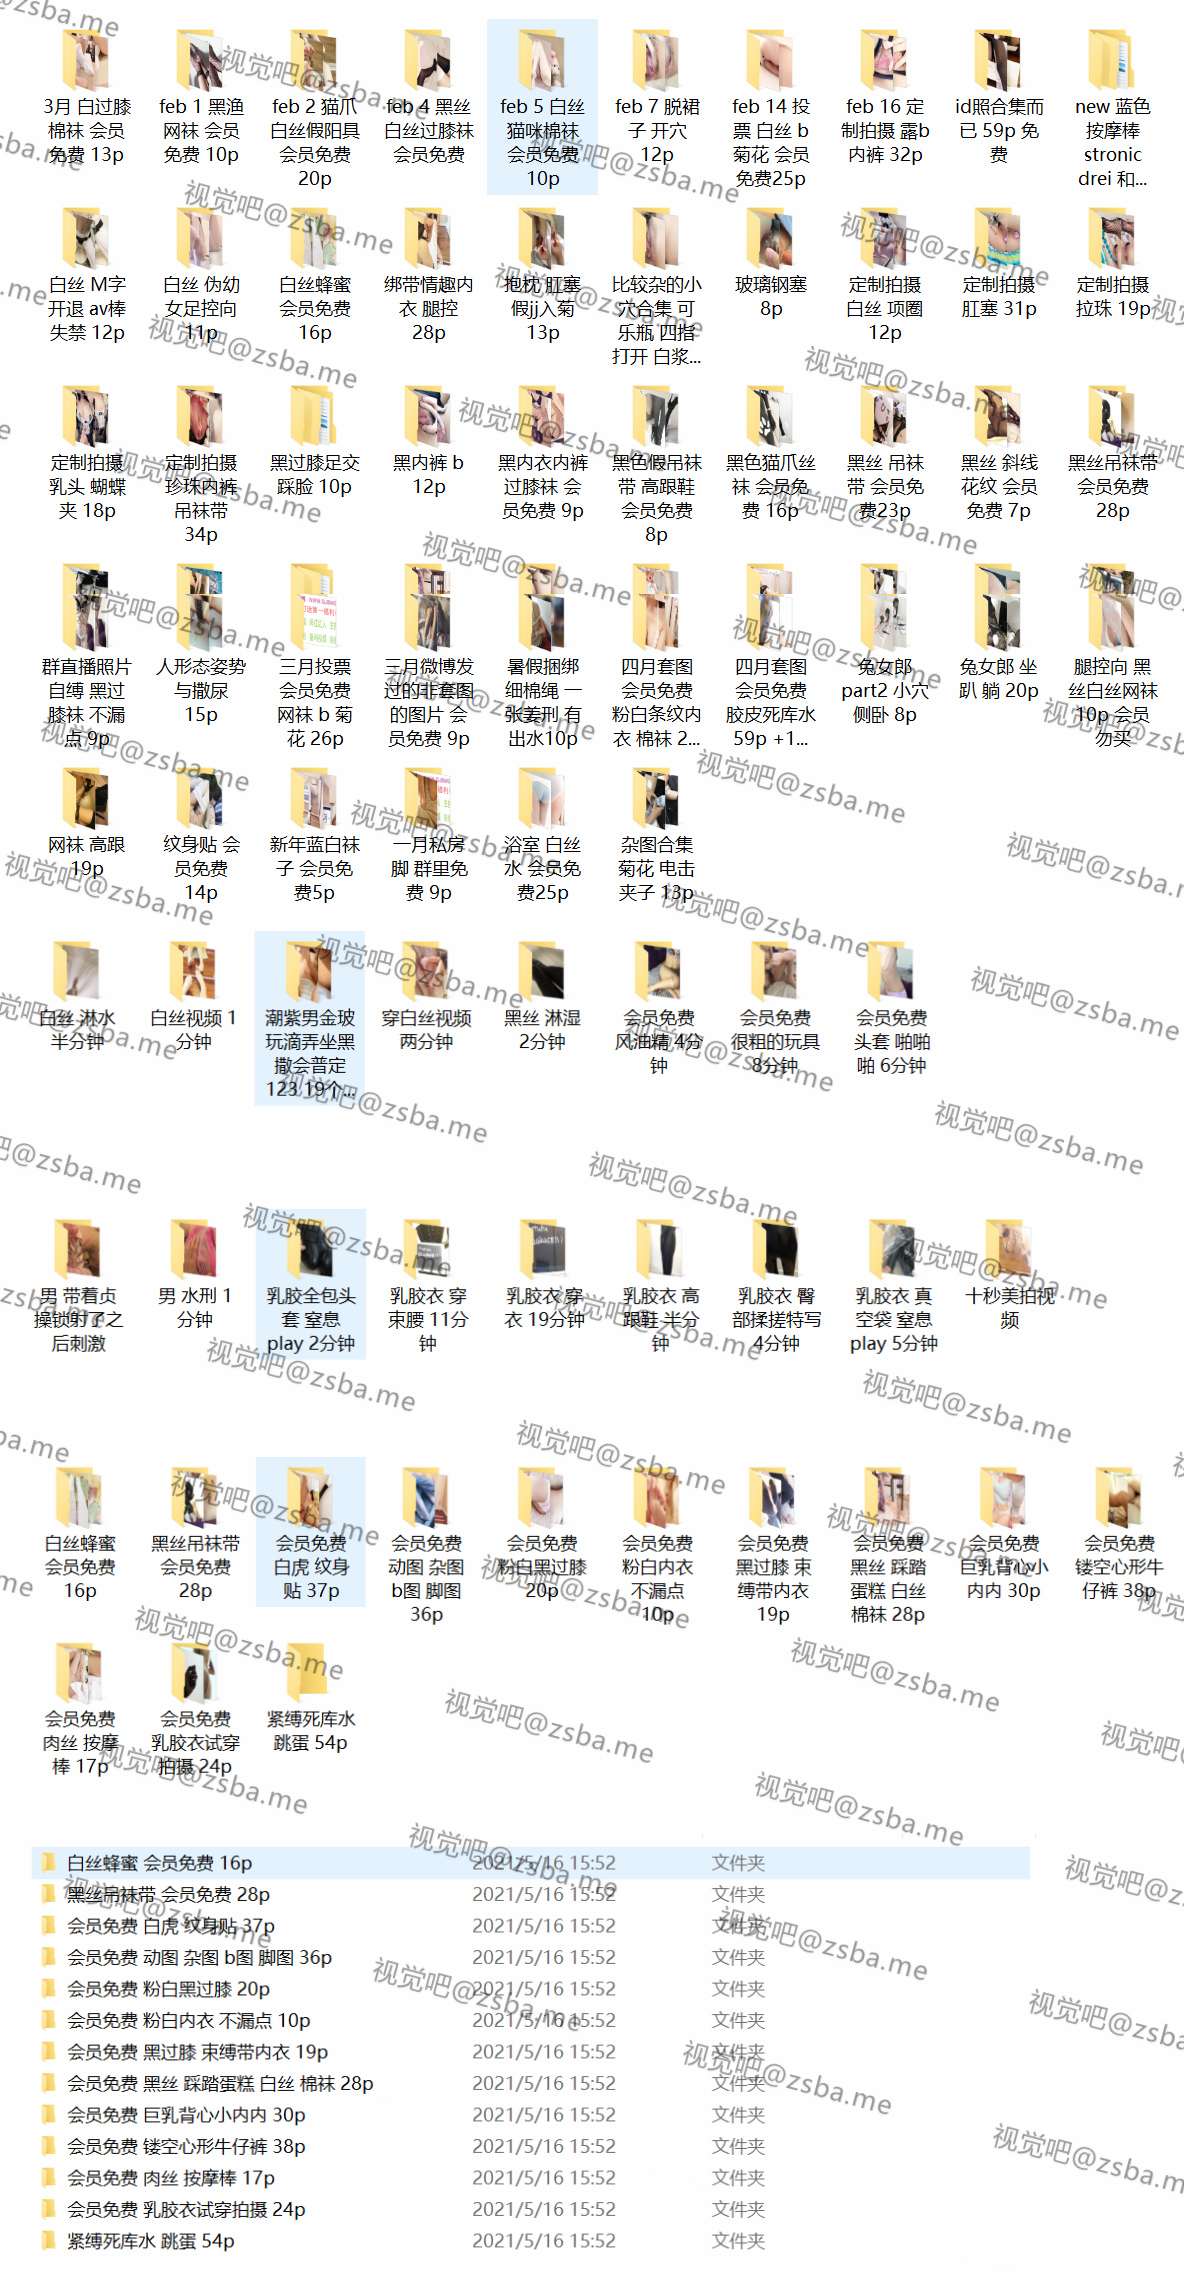 3月 白过膝
棉袜 会员
免费 13p
feb 1 黑渔
网袜 会员
免费 10p
feb 2 猫爪
白丝假阳具
会员免费
20p
feb 4 黑丝
白丝过膝袜
会员免费
feb 5 白丝
猫咪棉袜
会员免费
10p
feb 7 脱裙
子 开穴
12p
feb 14 投
票 白丝 b
菊花 会员
免费25p
feb 16 定
制拍摄 露b
内裤 32p
id照合集而
已 59p 免
费
new 蓝色
按摩棒
stronic
drei 和...
白丝 M字
开退 av棒
失禁 12p
白丝 伪幼
女足控向
11p
白丝蜂蜜
会员免费
16p
绑带情趣内
衣 腿控
28p
抱枕 肛塞
假jj入菊
13p
比较杂的小
穴合集 可
乐瓶 四指
打开 白浆...
玻璃钢塞
8p
定制拍摄
白丝 项圈
12p
定制拍摄
肛塞 31p
定制拍摄
拉珠 19p
定制拍摄
乳头 蝴蝶
夹 18p
定制拍摄
珍珠内裤
吊袜带
34p
黑过膝足交
踩脸 10p
黑内裤 b
12p
黑内衣内裤
过膝袜 会
员免费 9p
黑色假吊袜
带 高跟鞋
会员免费
8p
黑色猫爪丝
袜 会员免
费 16p
黑丝 吊袜
带 会员免
费23p
黑丝 斜线
花纹 会员
免费 7p
黑丝吊袜带
会员免费
28p
群直播照片
自缚 黑过
膝袜 不漏
点 9p
人形态姿势
与撒尿
15p
三月投票
会员免费
网袜 b 菊
花 26p
三月微博发
过的非套图
的图片 会
员免费 9p
暑假捆绑
细棉绳 一
张姜刑 有
出水10p
四月套图
会员免费
粉白条纹内
衣 棉袜 2...
四月套图
会员免费
胶皮死库水
59p +1...
兔女郎
part2 小穴
侧卧 8p
兔女郎 坐
趴 躺 20p
腿控向 黑
丝白丝网袜
10p 会员
勿买
网袜 高跟
19p
纹身贴 会
员免费
14p
新年蓝白袜
子 会员免
费5p
一月私房
脚 群里免
费 9p
浴室 白丝
水 会员免
费25p
杂图合集
菊花 电击
夹子 13p
白丝 淋水
半分钟
白丝视频 1
分钟
潮紫男金玻
玩滴弄坐黑
撒会普定
123 19个...
穿白丝视频
两分钟
黑丝 淋湿
2分钟
会员免费
风油精 4分
钟
会员免费
很粗的玩具
8分钟
会员免费
头套 啪啪
啪 6分钟
男 带着贞
操锁射了之
后刺激
男 水刑 1
分钟
乳胶全包头
套 窒息
play 2分钟
乳胶衣 穿
束腰 11分
钟
乳胶衣 穿
衣 19分钟
乳胶衣 高
跟鞋 半分
钟
乳胶衣 臀
部揉搓特写
4分钟
乳胶衣 真
空袋 窒息
play 5分钟
十秒美拍视
频
白丝蜂蜜
会员免费
16p
黑丝吊袜带
会员免费
28p
会员免费
白虎 纹身
贴 37p
会员免费
动图 杂图
b图 脚图
36p
会员免费
粉白黑过膝
20p
会员免费
粉白内衣
不漏点
10p
会员免费
黑过膝 束
缚带内衣
19p
会员免费
黑丝 踩踏
蛋糕 白丝
棉袜 28p
会员免费
巨乳背心小
内内 30p
会员免费
镂空心形牛
仔裤 38p
会员免费
肉丝 按摩
棒 17p
会员免费
乳胶衣试穿
拍摄 24p
紧缚死库水
跳蛋 54p
白丝蜂蜜 会员免费 16p 2021/5/16 15:52 文件夹
黑丝吊袜带 会员免费 28p 2021/5/16 15:52 文件夹
会员免费 白虎 纹身贴 37p 2021/5/16 15:52 文件夹
会员免费 动图 杂图 b图 脚图 36p 2021/5/16 15:52 文件夹
会员免费 粉白黑过膝 20p 2021/5/16 15:52 文件夹
会员免费 粉白内衣 不漏点 10p 2021/5/16 15:52 文件夹
会员免费 黑过膝 束缚带内衣 19p 2021/5/16 15:52 文件夹
会员免费 黑丝 踩踏蛋糕 白丝 棉袜 28p 2021/5/16 15:52 文件夹
会员免费 巨乳背心小内内 30p 2021/5/16 15:52 文件夹
会员免费 镂空心形牛仔裤 38p 2021/5/16 15:52 文件夹
会员免费 肉丝 按摩棒 17p 2021/5/16 15:52 文件夹
会员免费 乳胶衣试穿拍摄 24p 2021/5/16 15:52 文件夹
紧缚死库水 跳蛋 54p 2021/5/16 15:52 文件夹
视觉吧@zsba.me